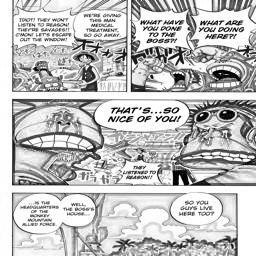 WHAT ARE
YOU DOING
HERE?!
WHAT HAVE
YOU DONE TO
THE BOSS?!
WE'RE GIVING
THIS MAN
MEDICAL
TREATMENT,
SO GO AWAY.
IDIOT! THEY WON'T
LISTEN TO REASON!
THEY'RE SAVAGES!!
C'MON! LET'S ESCAPE
OUT THE WINDOW!
THAT'S...SO
NICE OF YOU!
THEY
LISTENED TO
REASON!!
SO YOU
GUYS LIVE
HERE TOO?
WELL,
THE BOSS'S
HOUSE...
...IS THE
HEADQUARTERS
OF THE
MONKEY
MOUNTAIN
ALLIED FORCE.